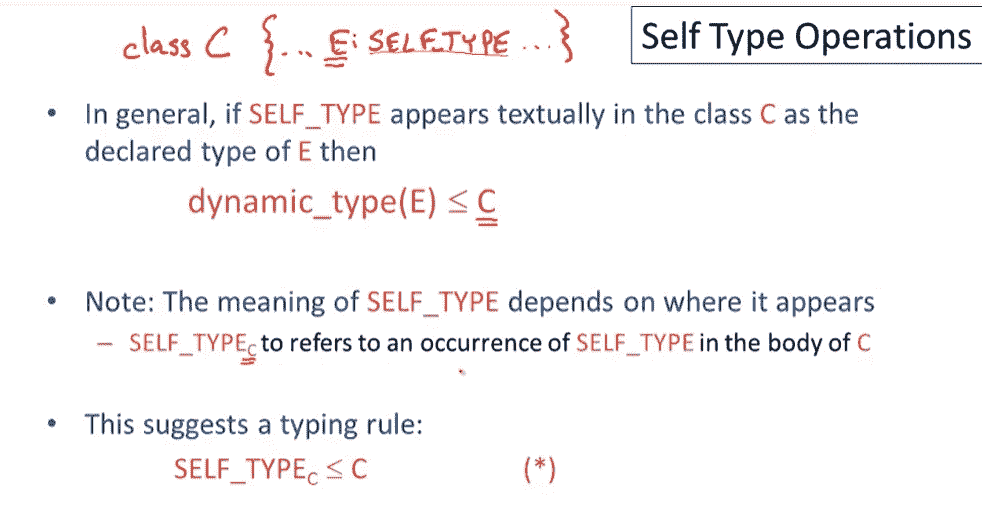 class C {... E: SELF_TYPE ...}
Self Type Operations
• In general, if SELF_TYPE appears textually in the class C as the
declared type of E then
dynamic_type(E) ≤ C
• Note: The meaning of SELF_TYPE depends on where it appears
– SELF_TYPE_C to refers to an occurrence of SELF_TYPE in the body of C
• This suggests a typing rule:
SELF_TYPE_C ≤ C (*)